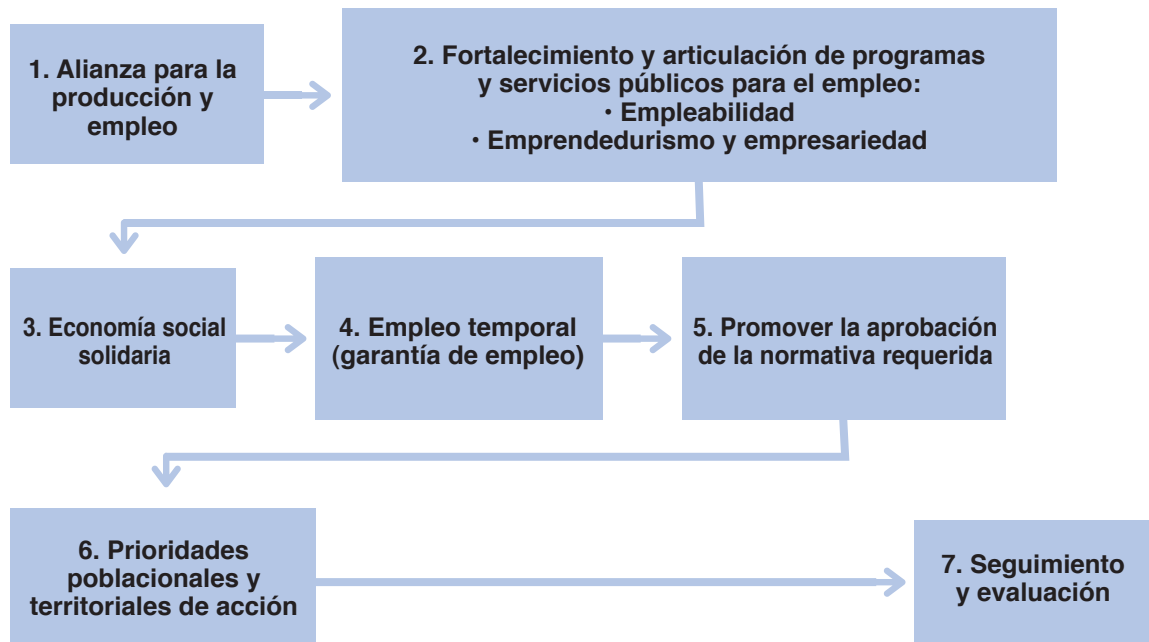 1. Alianza para la
producción y
empleo
2. Fortalecimiento y articulación de programas
y servicios públicos para el empleo:
· Empleabilidad
· Emprendedurismo y empresariedad
3. Economía social
solidaria
4. Empleo temporal
(garantía de empleo)
5. Promover la aprobación
de la normativa requerida
6. Prioridades
poblacionales y
territoriales de acción
7. Seguimiento
y evaluación